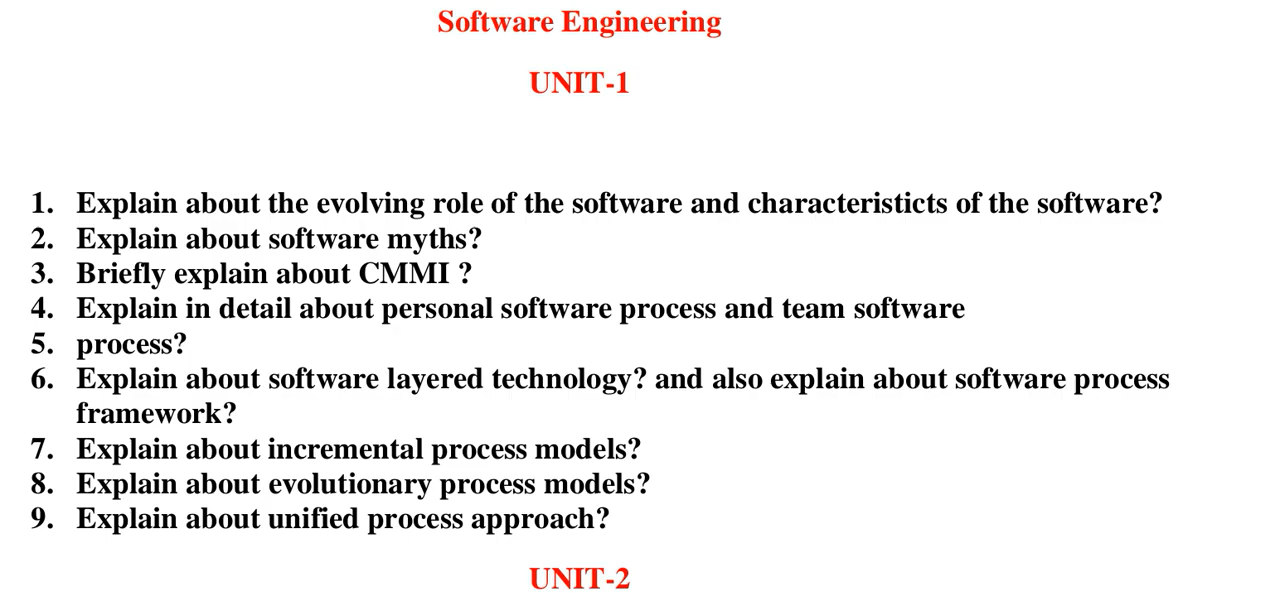 Software Engineering
UNIT-1
1. Explain about the evolving role of the software and characteristicts of the software?
2. Explain about software myths?
3. Briefly explain about CMMI ?
4. Explain in detail about personal software process and team software
5. process?
6. Explain about software layered technology? and also explain about software process
framework?
7. Explain about incremental process models?
8. Explain about evolutionary process models?
9. Explain about unified process approach?
UNIT-2